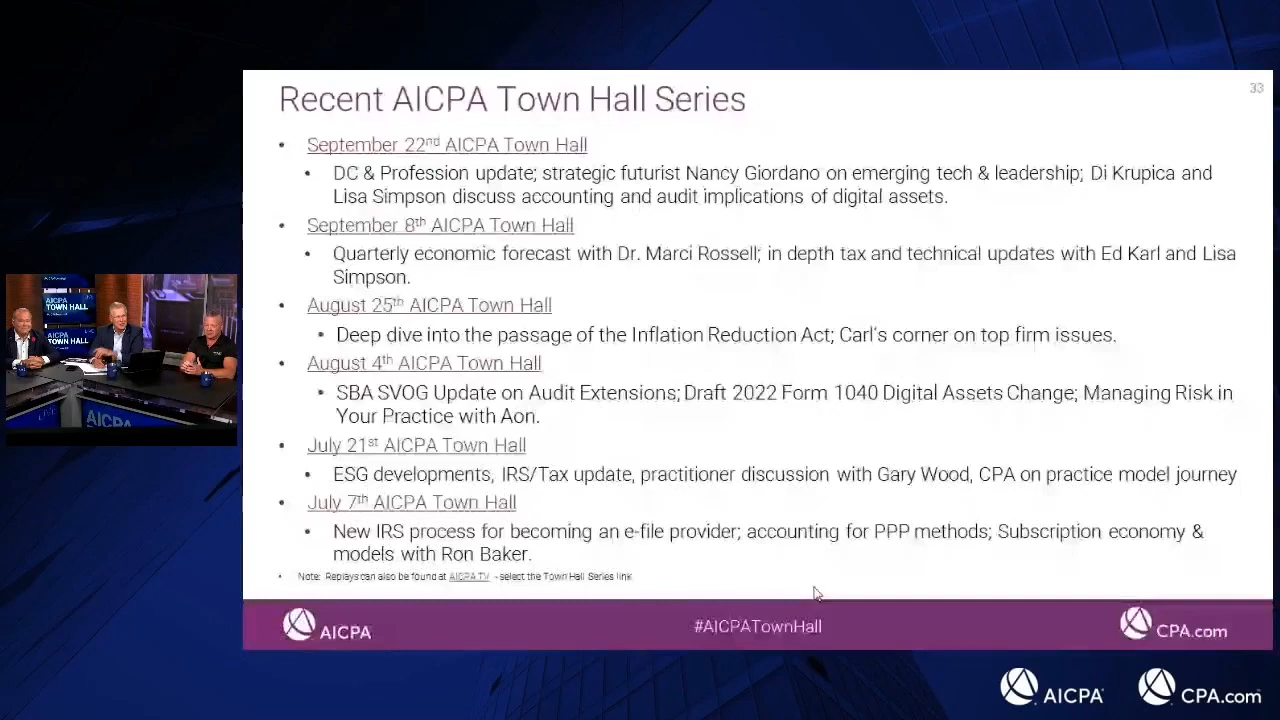 Recent AICPA Town Hall Series
33
• September 22nd AICPA Town Hall
• DC & Profession update; strategic futurist Nancy Giordano on emerging tech & leadership; Di Krupica and
Lisa Simpson discuss accounting and audit implications of digital assets.
• September 8th AICPA Town Hall
• Quarterly economic forecast with Dr. Marci Rossell; in depth tax and technical updates with Ed Karl and Lisa
Simpson.
• August 25th AICPA Town Hall
• Deep dive into the passage of the Inflation Reduction Act; Carl's corner on top firm issues.
• August 4th AICPA Town Hall
• SBA SVOG Update on Audit Extensions; Draft 2022 Form 1040 Digital Assets Change; Managing Risk in
Your Practice with Aon.
• July 21st AICPA Town Hall
• ESG developments, IRS/Tax update, practitioner discussion with Gary Wood, CPA on practice model journey
• July 7th AICPA Town Hall
• New IRS process for becoming an e-file provider; accounting for PPP methods; Subscription economy &
models with Ron Baker.
• Note: Replays can also be found at AICPA.TV - select the Town Hall Series link
AICPA
TOWN HALL
AICPA
TOWN HALL
LIVE
AICPA
AICPA
#AICPATownHall
CPA.com
AICPA
CPA.com